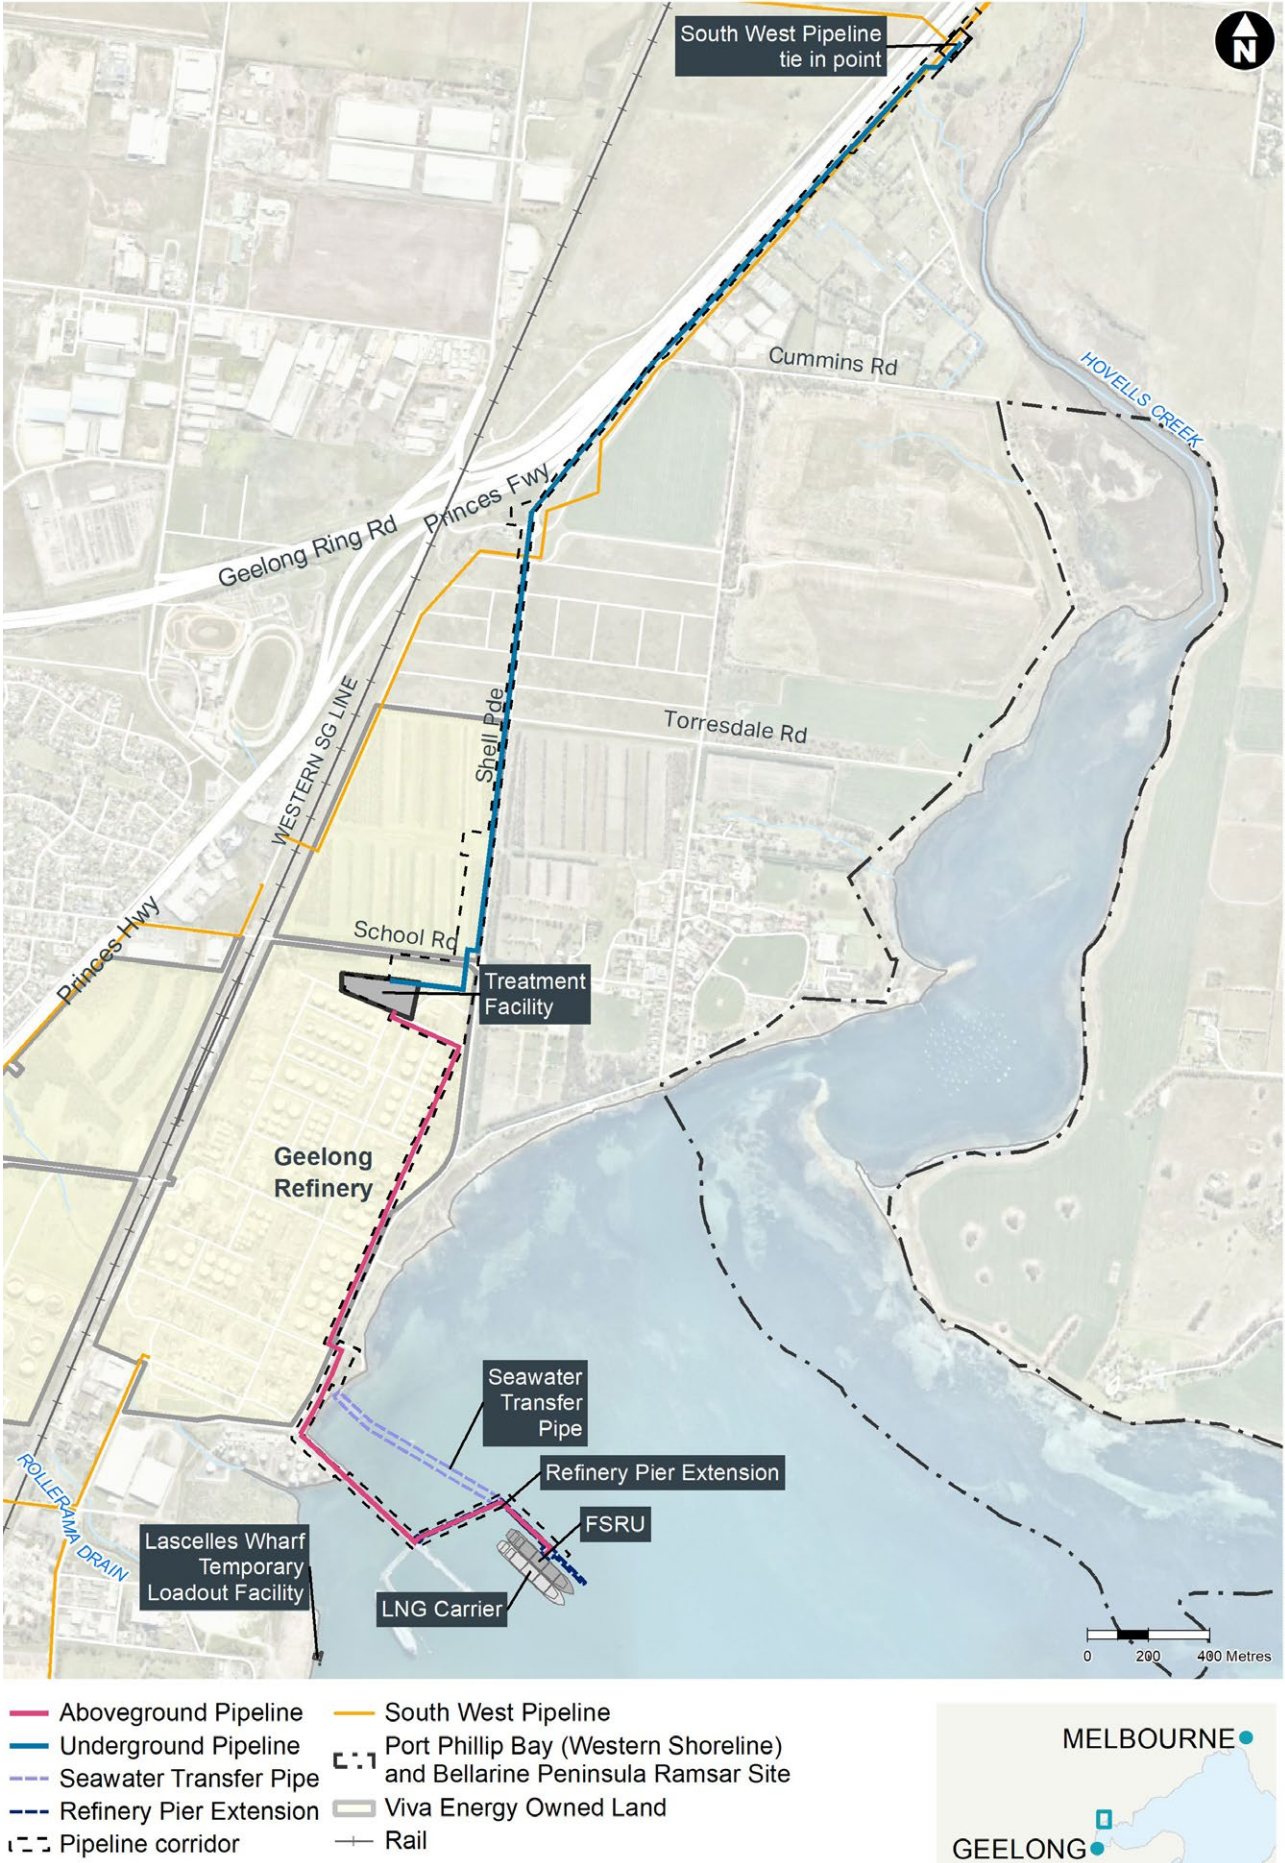 South West Pipeline
tie in point
N
Cummins Rd
HOVELLS CREEK
Princes Fwy
Geelong Ring Rd
Shell Pde
Torresdale Rd
WESTERN SG LINE
Princes Hwy
School Rd
Treatment
Facility
Geelong
Refinery
Seawater
Transfer
Pipe
Refinery Pier Extension
FSRU
ROLLERAMA DRAIN
Lascelles Wharf
Temporary
Loadout Facility
LNG Carrier
0 200 400 Metres
Aboveground Pipeline
Underground Pipeline
Seawater Transfer Pipe
Refinery Pier Extension
Pipeline corridor
South West Pipeline
Port Phillip Bay (Western Shoreline)
and Bellarine Peninsula Ramsar Site
Viva Energy Owned Land
Rail
MELBOURNE
GEELONG